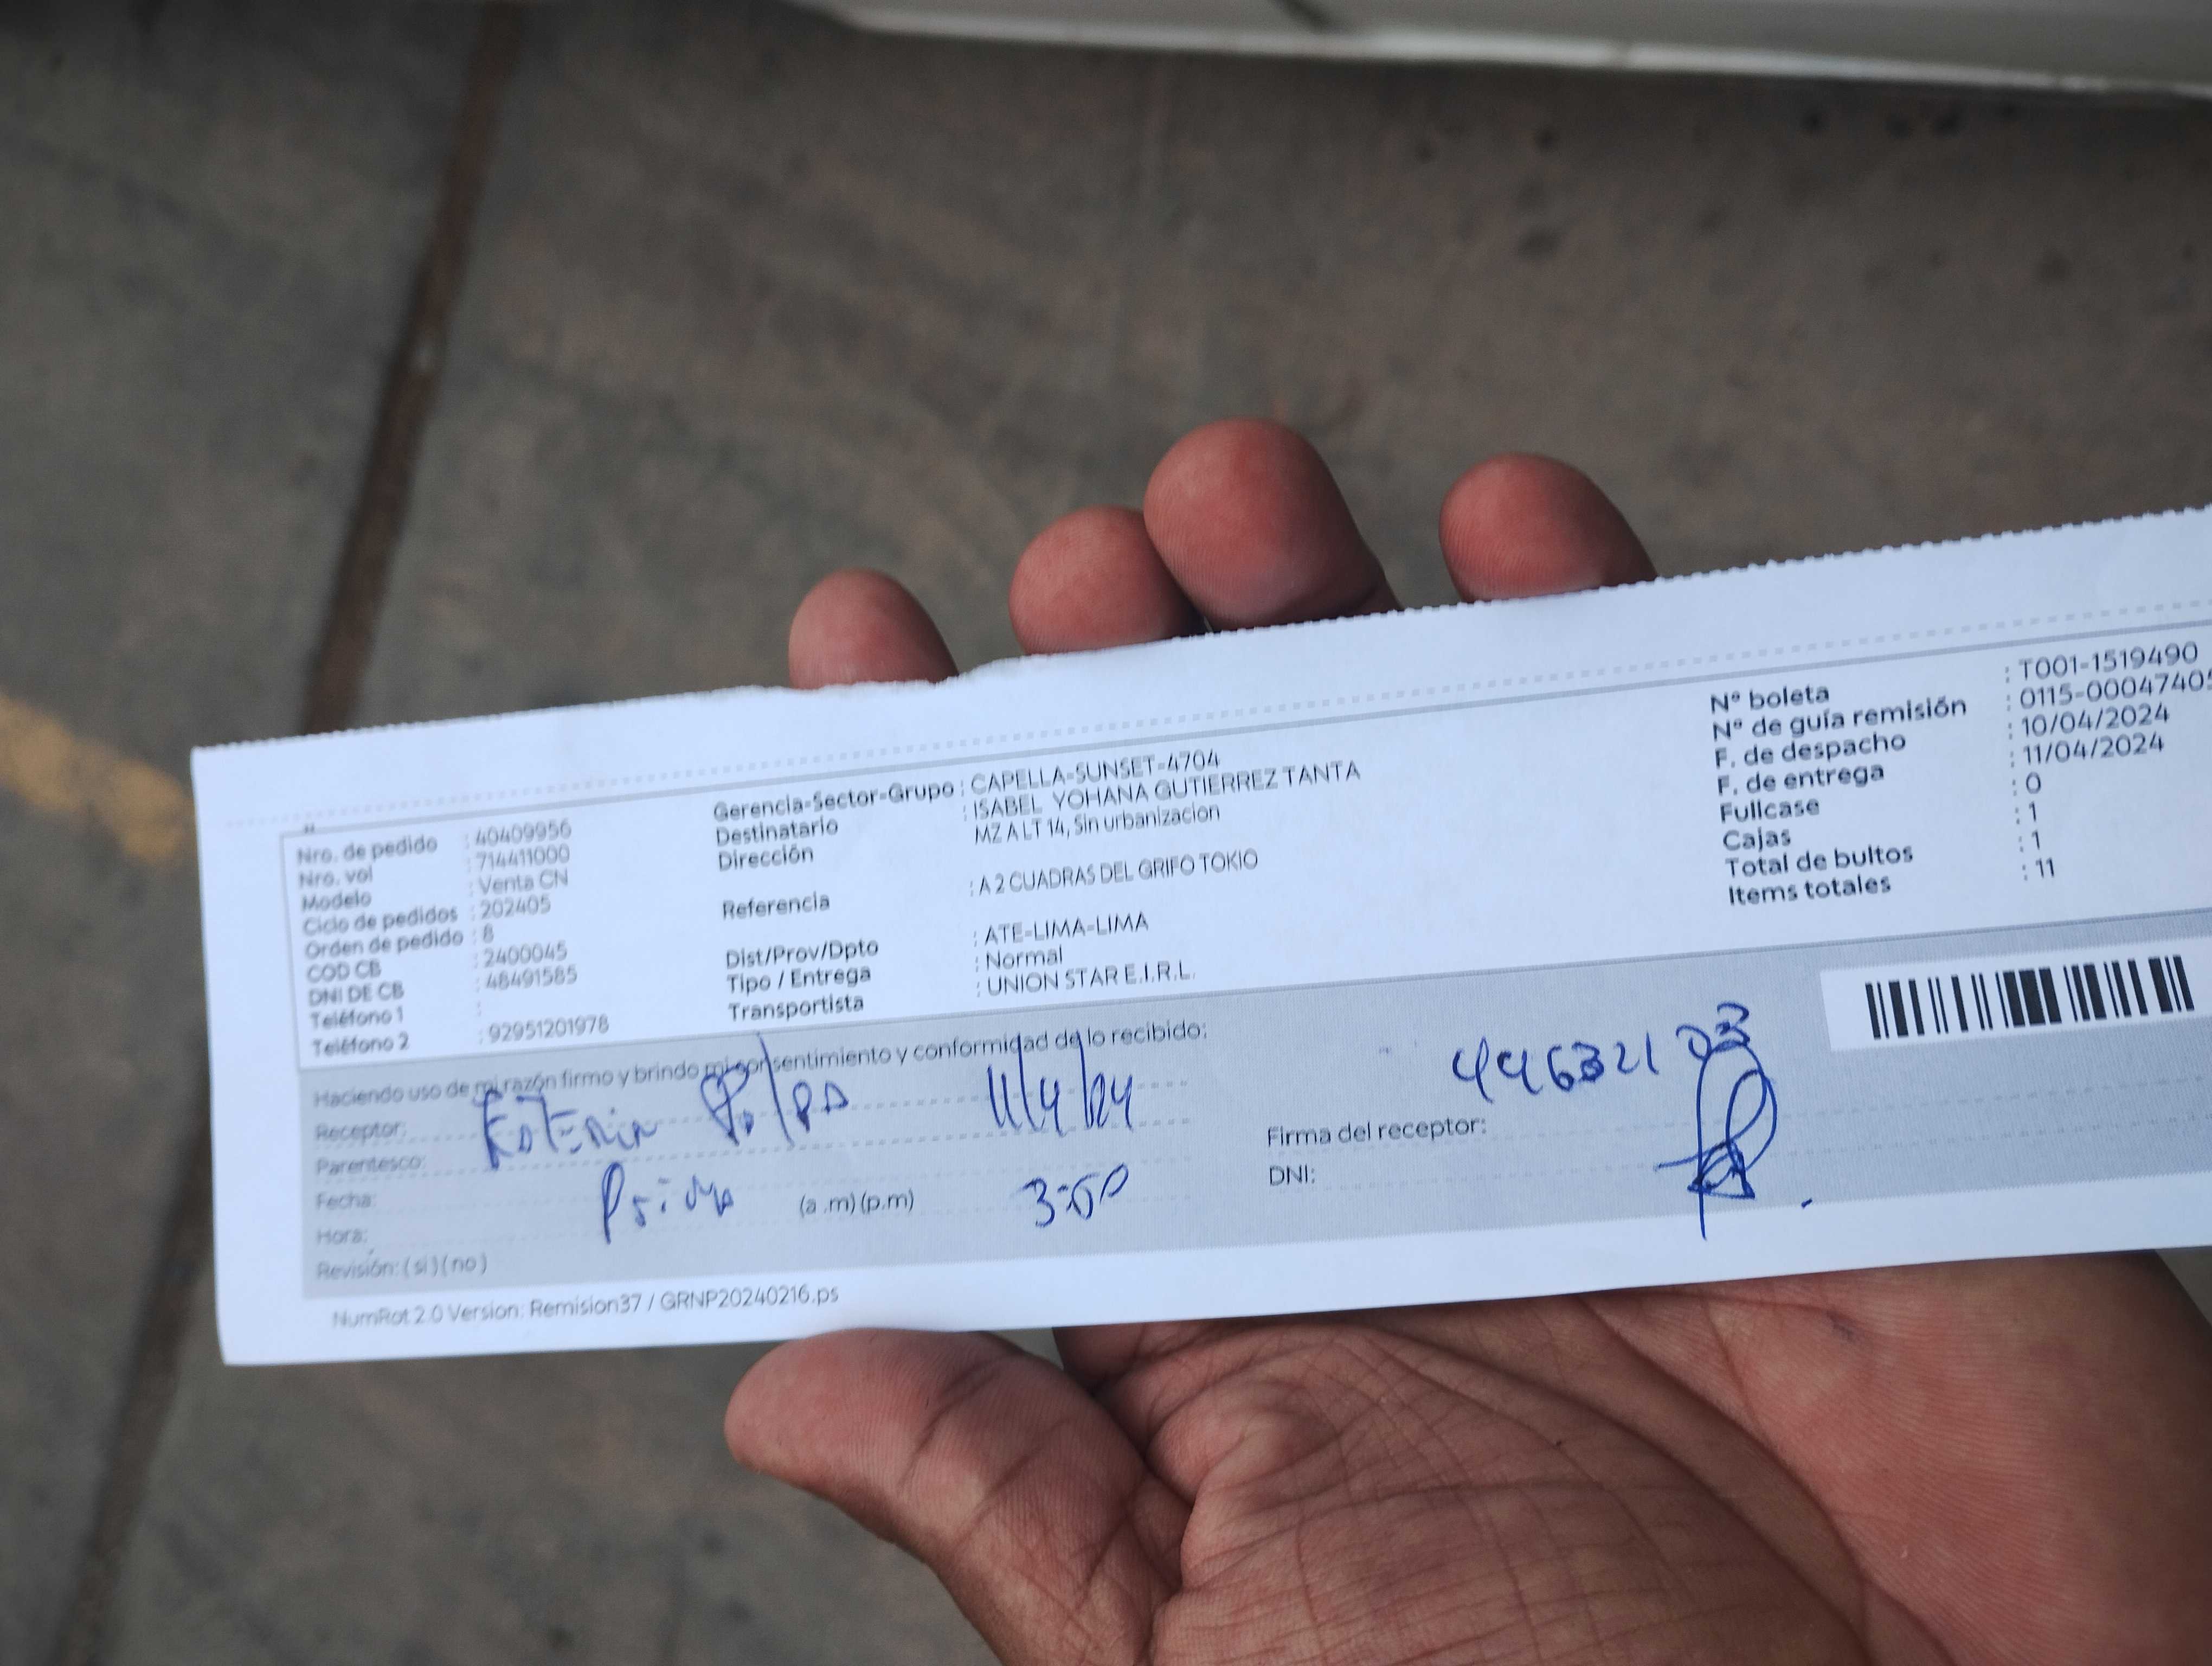 Nro. de pedido : 40409956
Nro. vol : 714411000
Modelo : Venta CN
Ciclo de pedidos : 202405
Orden de pedido : 8
COD CB : 2400045
DNI DE CB : 48491585
Teléfono 1 :
Teléfono 2 : 92951201978
Gerencia-Sector-Grupo : CAPELLA-SUNSET-4704
Destinatario : ISABEL YOHANA GUTIERREZ TANTA
Dirección MZ A LT 14, Sin urbanizacion
Referencia : A 2 CUADRAS DEL GRIFO TOKIO
Dist/Prov/Dpto : ATE-LIMA-LIMA
Tipo / Entrega : Normal
Transportista : UNION STAR E.I.R.L.
N° boleta : T001-1519490
N° de guía remisión : 0115-00047405
F. de despacho : 10/04/2024
F. de entrega : 11/04/2024
Fullcase : 0
Cajas : 1
Total de bultos : 1
Items totales : 11
Haciendo uso de mi razón firmo y brindo mi consentimiento y conformidad de lo recibido:
Receptor: 11/4/24
Parentesco:
Fecha: Prima
Hora: (a .m) (p.m) 3:50
Revisión: ( si ) ( no )
44632103
Firma del receptor:
DNI:
NumRot 2.0 Version: Remision37 / GRNP20240216.ps